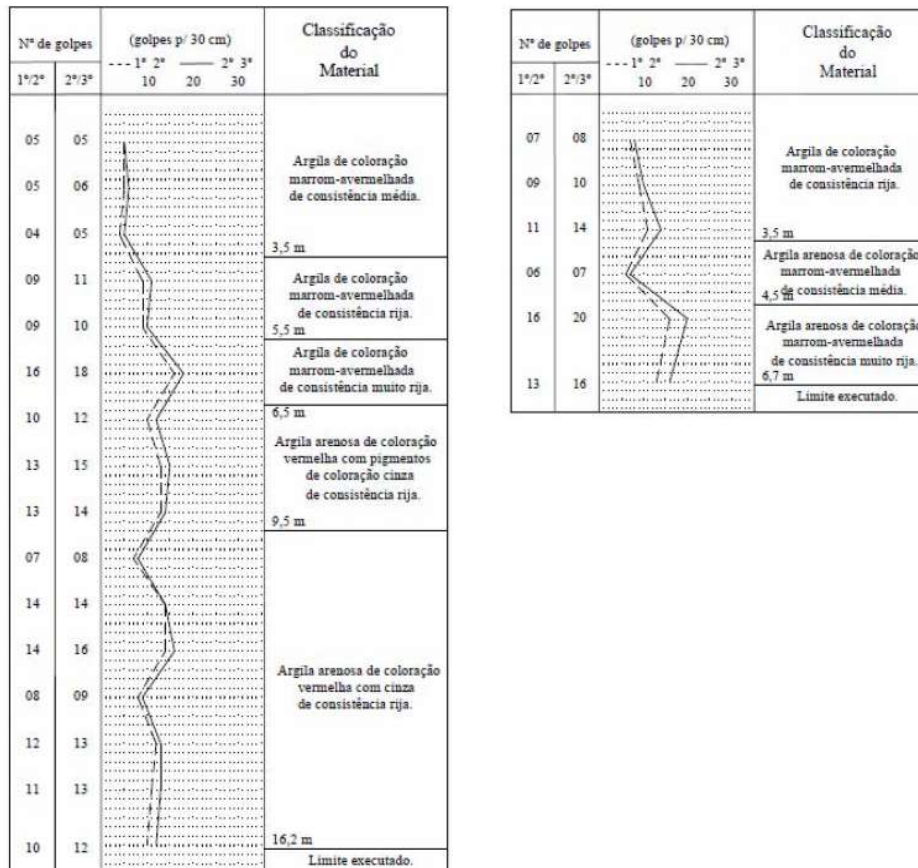 Nº de golpes
(golpes p/ 30 cm)
Classificação
do
Material
1º/2º 2º/3º
1º 2º 2º 3º
10 20 30
05 05
05 06
04 05
09 11
09 10
16 18
10 12
13 15
13 14
07 08
14 14
14 16
08 09
12 13
11 13
10 12
Argila de coloração
marrom-avermelhada
de consistência média.
3,5 m
Argila de coloração
marrom-avermelhada
de consistência rija.
5,5 m
Argila de coloração
marrom-avermelhada
de consistência muito rija.
6,5 m
Argila arenosa de coloração
vermelha com pigmentos
de coloração cinza
de consistência rija.
9,5 m
Argila arenosa de coloração
vermelha com cinza
de consistência rija.
16,2 m
Limite executado.
Nº de golpes
(golpes p/ 30 cm)
Classificação
do
Material
1º/2º 2º/3º
1º 2º 2º 3º
10 20 30
07 08
09 10
11 14
06 07
16 20
13 16
Argila de coloração
marrom-avermelhada
de consistência rija.
3,5 m
Argila arenosa de coloração
marrom-avermelhada
de consistência média.
4,5 m
Argila arenosa de coloração
marrom-avermelhada
de consistência muito rija.
6,7 m
Limite executado.